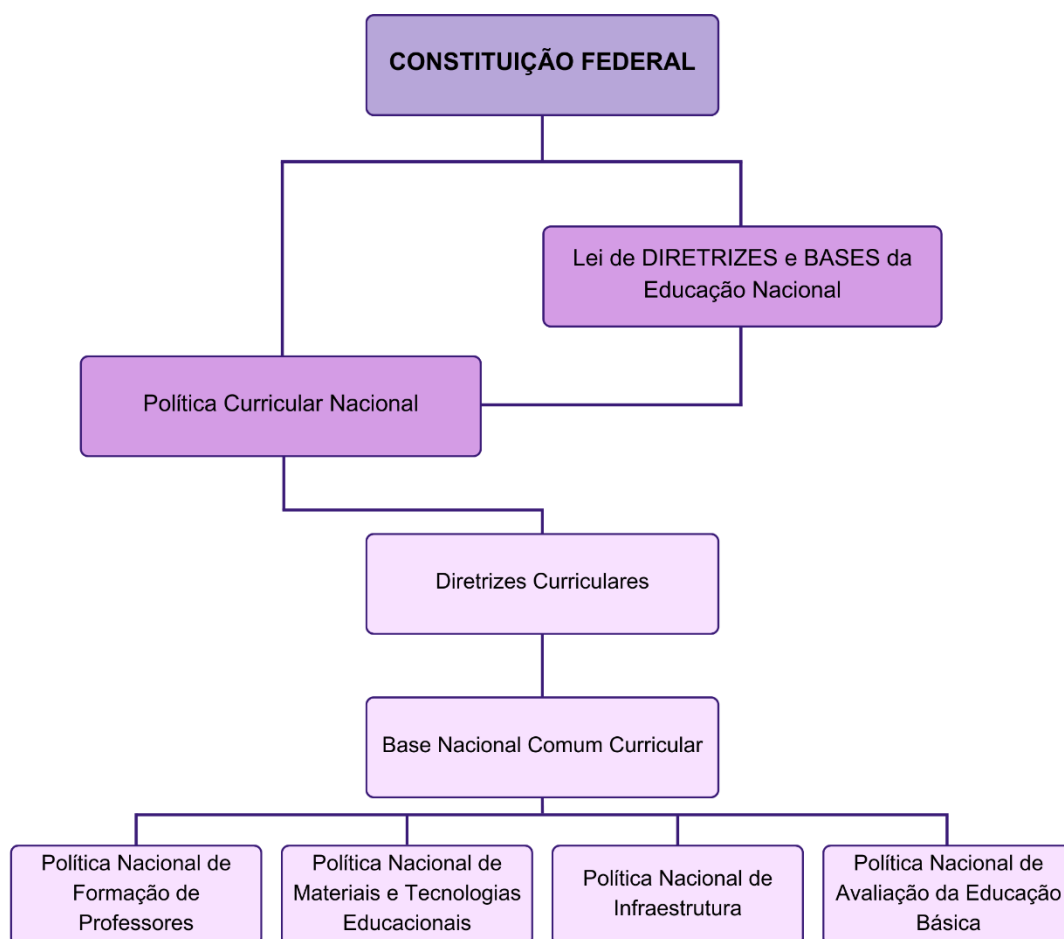 CONSTITUIÇÃO FEDERAL
Lei de DIRETRIZES e BASES da
Educação Nacional
Política Curricular Nacional
Diretrizes Curriculares
Base Nacional Comum Curricular
Política Nacional de
Formação de
Professores
Política Nacional de
Materiais e Tecnologias
Educacionais
Política Nacional de
Infraestrutura
Política Nacional de
Avaliação da Educação
Básica